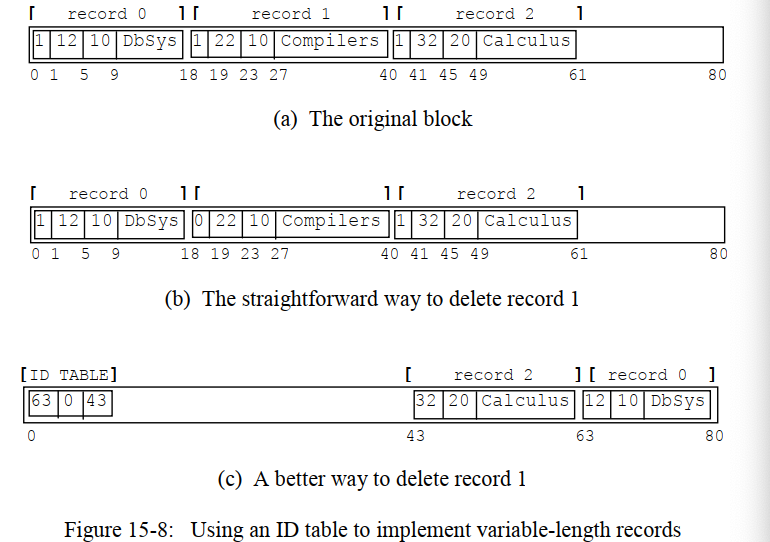 [ record 0 ] [ record 1 ] [ record 2 ]
1 12 10 DbSys 1 22 10 Compilers 1 32 20 Calculus
0 1 5 9 18 19 23 27 40 41 45 49 61 80
(a) The original block
[ record 0 ] [ ] [ record 2 ]
1 12 10 DbSys 0 22 10 Compilers 1 32 20 Calculus
0 1 5 9 18 19 23 27 40 41 45 49 61 80
(b) The straightforward way to delete record 1
[ID TABLE] [ record 2 ] [ record 0 ]
63 0 43 32 20 Calculus 12 10 DbSys
0 43 63 80
(c) A better way to delete record 1
Figure 15-8: Using an ID table to implement variable-length records